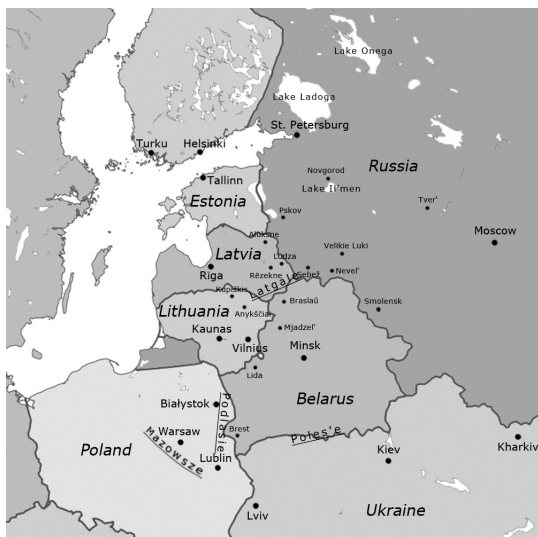 Lake Onega
Lake Ladoga
St. Petersburg
Turku
Helsinki
Tallinn
Novgorod
Russia
Lake Il'men
Estonia
Tver'
Pskov
Moscow
Alūksne
Latvia
Velikie Luki
Ludza
Riga
Rēzekne
Sebež
Nevel'
Latgale
Kupiškis
Braslaŭ
Lithuania
Anykščiai
Smolensk
Kaunas
Mjadzel'
Vilnius
Minsk
Lida
Belarus
Białystok
Podlasie
Warsaw
Mazowsze
Brest
Poles'e
Poland
Lublin
Kiev
Kharkiv
Lviv
Ukraine